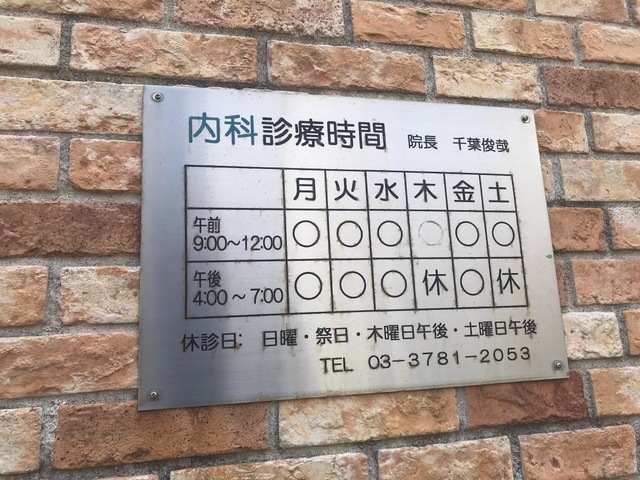 内科診療時間 院長 千葉俊哉
月 火 水 木 金 土
午前 9:00~12:00 ○ ○ ○ ○ ○ ○
午後 4:00~7:00 ○ ○ ○ 休 ○ 休
休診日: 日曜・祭日・木曜日午後・土曜日午後
TEL 03-3781-2053